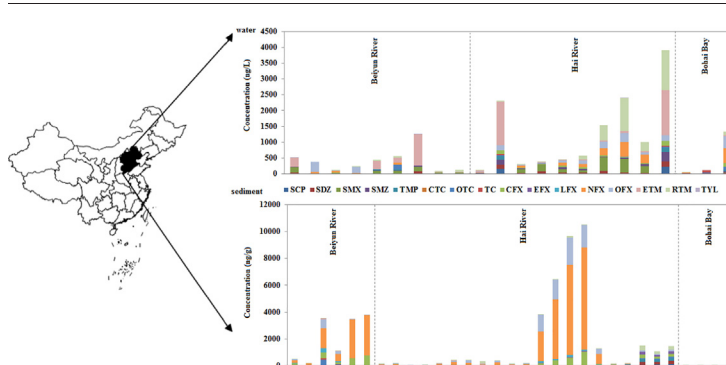 water
Concentration (ng/L)
4500
4000
3500
3000
2500
2000
1500
1000
500
0
Beiyun River
Hai River
Bohai Bay
SCP SDZ SMX SMZ TMP CTC OTC TC CFX EFX LFX NFX OFX ETM RTM TYL
sediment
Concentration (ng/g)
12000
10000
8000
6000
4000
2000
0
Beiyun River
Hai River
Bohai Bay